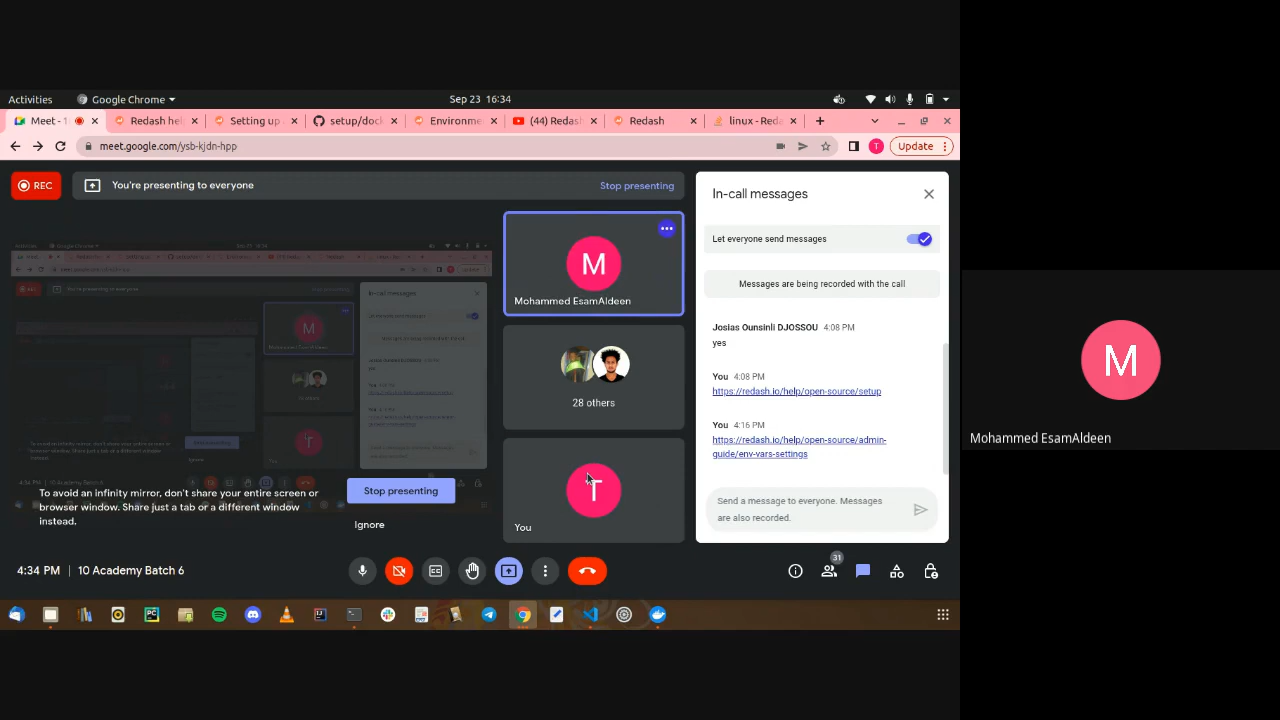 Activities
Google Chrome
Sep 23 16:34
Meet - 1
Redash hel
Setting up a
setup/dock
Environme
(44) Redas
Redash
linux - Reda
meet.google.com/ysb-kjdn-hpp
Update
REC
You're presenting to everyone
Stop presenting
In-call messages
Let everyone send messages
Messages are being recorded with the call
M
Mohammed EsamAldeen
Josias Ounsinli DJOSSOU 4:08 PM
yes
You 4:08 PM
https://redash.io/help/open-source/setup
28 others
You 4:16 PM
https://redash.io/help/open-source/admin-
guide/env-vars-settings
T
You
Send a message to everyone. Messages
are also recorded.
To avoid an infinity mirror, don't share your entire screen or
browser window. Share just a tab or a different window
instead.
Stop presenting
Ignore
4:34 PM | 10 Academy Batch 6
31
M
Mohammed EsamAldeen